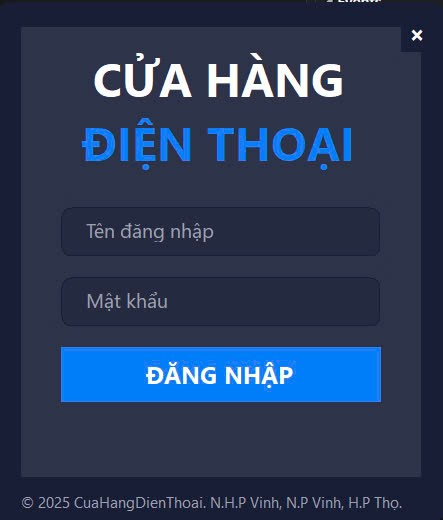 ×
CỬA HÀNG
ĐIỆN THOẠI
Tên đăng nhập
Mật khẩu
ĐĂNG NHẬP
© 2025 CuaHangDienThoai. N.H.P Vinh, N.P Vinh, H.P Thọ.